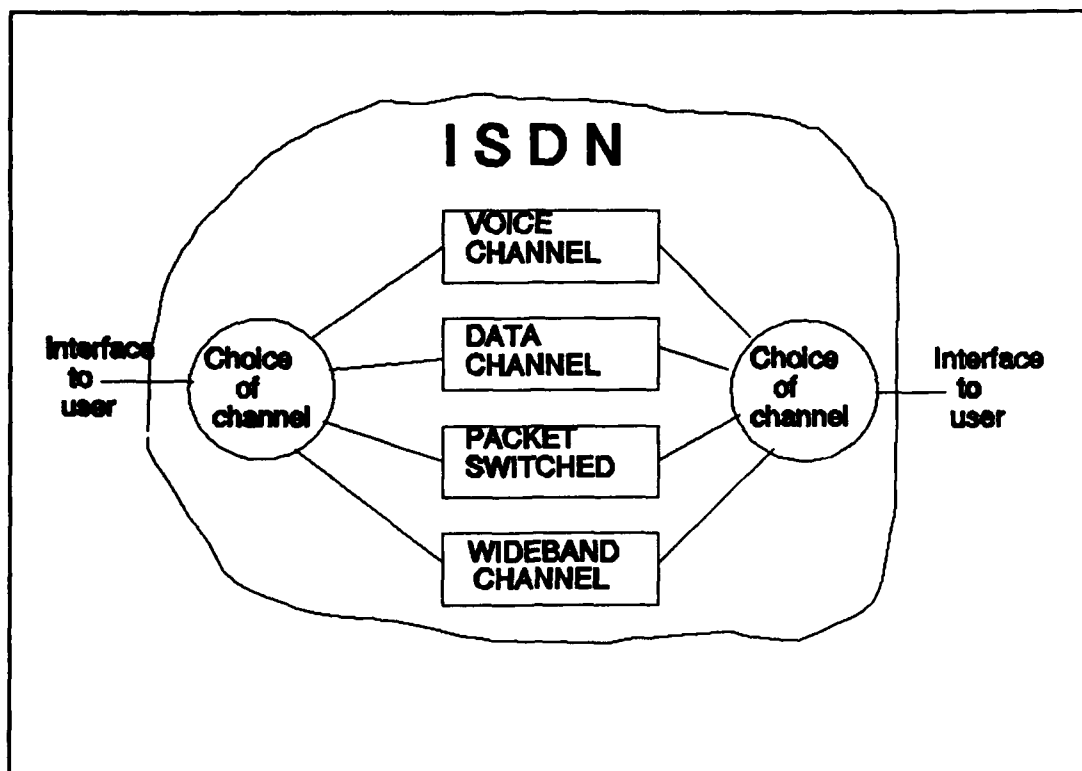 I S D N
VOICE
CHANNEL
DATA
CHANNEL
PACKET
SWITCHED
WIDEBAND
CHANNEL
Interface
to
user
Choice
of
channel
Choice
of
channel
Interface
to
user